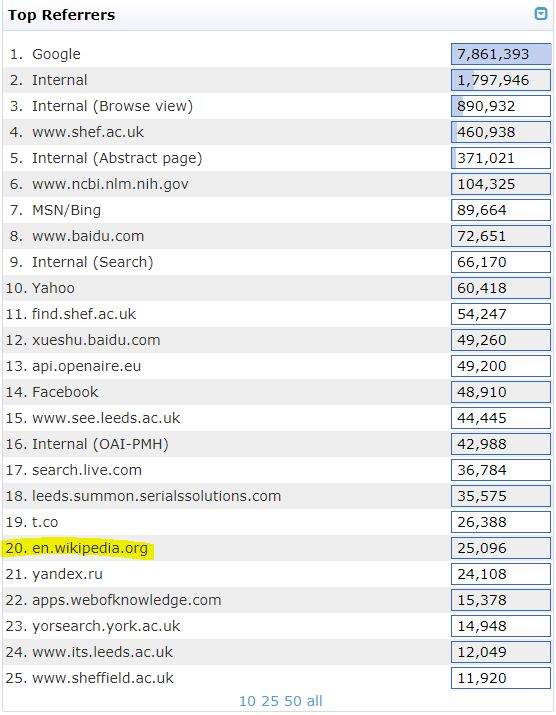 Top Referrers
1. Google 7,861,393
2. Internal 1,797,946
3. Internal (Browse view) 890,932
4. www.shef.ac.uk 460,938
5. Internal (Abstract page) 371,021
6. www.ncbi.nlm.nih.gov 104,325
7. MSN/Bing 89,664
8. www.baidu.com 72,651
9. Internal (Search) 66,170
10. Yahoo 60,418
11. find.shef.ac.uk 54,247
12. xueshu.baidu.com 49,260
13. api.openaire.eu 49,200
14. Facebook 48,910
15. www.see.leeds.ac.uk 44,445
16. Internal (OAI-PMH) 42,988
17. search.live.com 36,784
18. leeds.summon.serialssolutions.com 35,575
19. t.co 26,388
20. en.wikipedia.org 25,096
21. yandex.ru 24,108
22. apps.webofknowledge.com 15,378
23. yorsearch.york.ac.uk 14,948
24. www.its.leeds.ac.uk 12,049
25. www.sheffield.ac.uk 11,920
10 25 50 all